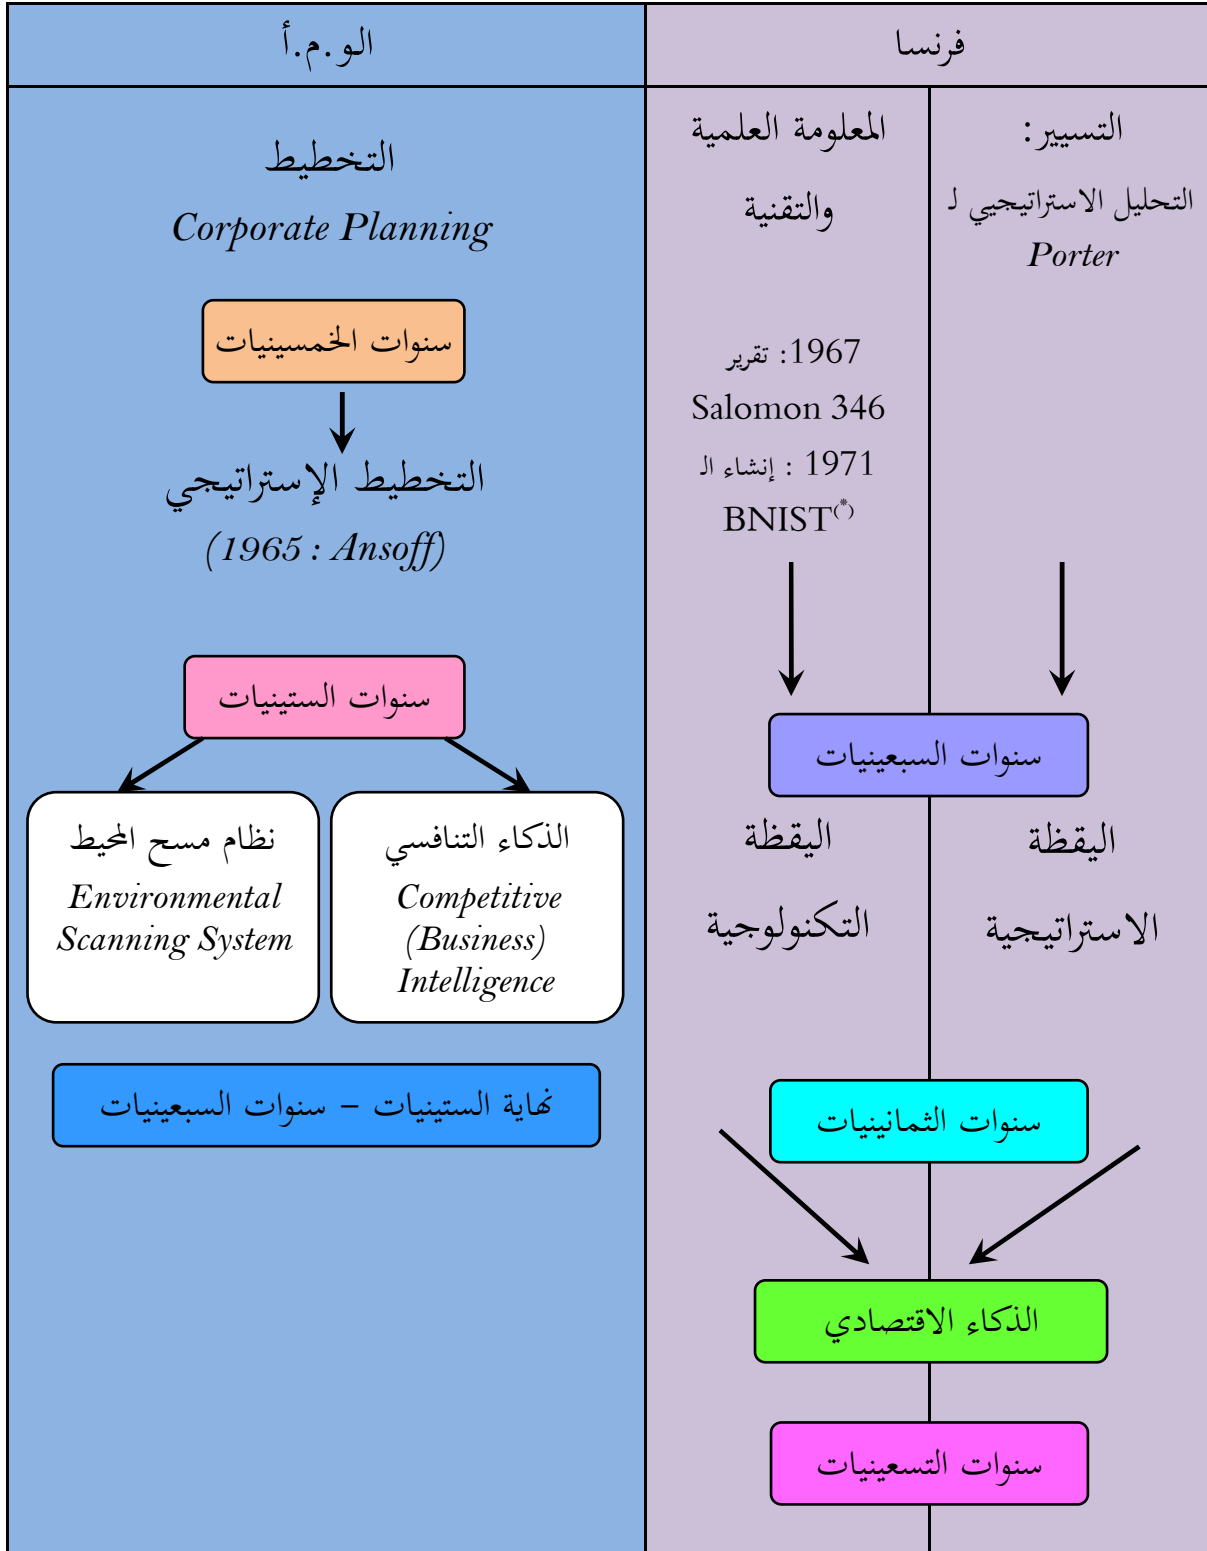 فرنسا
الو.م.أ
التسيير:
التحليل الاستراتيجيي لـ
Porter
المعلومة العلمية
والتقنية
1967: تقرير
Salomon 346
1971 : إنشاء الـ
BNIST(*)
سنوات السبعينيات
اليقظة
الاستراتيجية
اليقظة
التكنولوجية
سنوات الثمانينيات
الذكاء الاقتصادي
سنوات التسعينيات
التخطيط
Corporate Planning
سنوات الخمسينيات
التخطيط الإستراتيجي
(1965 : Ansoff)
سنوات الستينيات
الذكاء التنافسي
Competitive
(Business)
Intelligence
نظام مسح المحيط
Environmental
Scanning System
نهاية الستينيات – سنوات السبعينيات